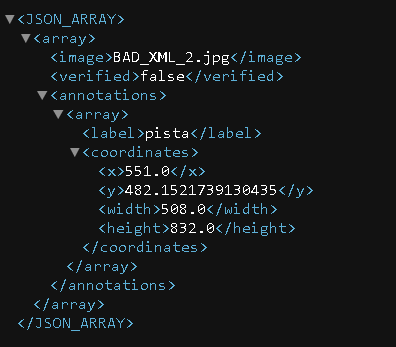 <JSON_ARRAY>
<array>
<image>BAD_XML_2.jpg</image>
<verified>false</verified>
<annotations>
<array>
<label>pista</label>
<coordinates>
<x>551.0</x>
<y>482.1521739130435</y>
<width>508.0</width>
<height>832.0</height>
</coordinates>
</array>
</annotations>
</array>
</JSON_ARRAY>